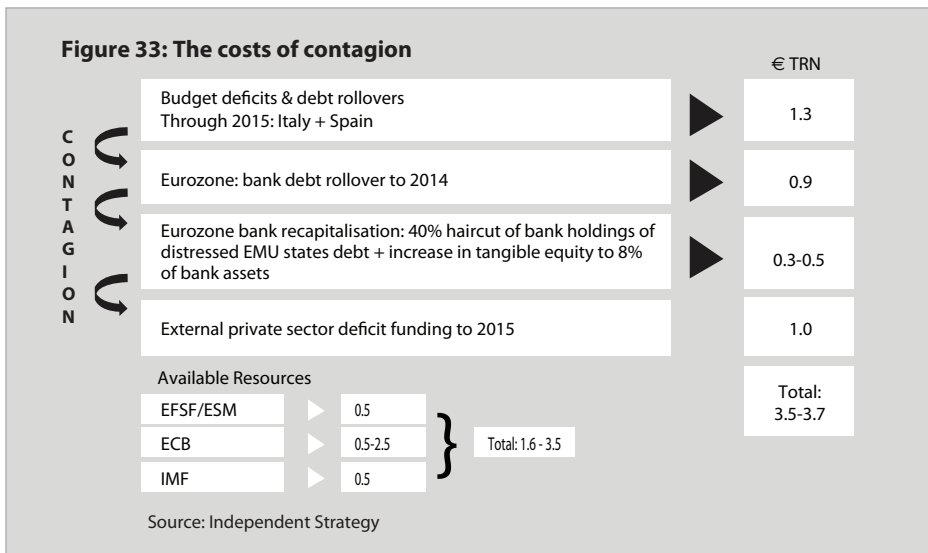 Figure 33: The costs of contagion
€ TRN
CONTAGION
Budget deficits & debt rollovers
Through 2015: Italy + Spain
1.3
Eurozone: bank debt rollover to 2014
0.9
Eurozone bank recapitalisation: 40% haircut of bank holdings of
distressed EMU states debt + increase in tangible equity to 8%
of bank assets
0.3-0.5
External private sector deficit funding to 2015
1.0
Total:
3.5-3.7
Available Resources
EFSF/ESM
0.5
ECB
0.5-2.5
IMF
0.5
Total: 1.6 - 3.5
Source: Independent Strategy